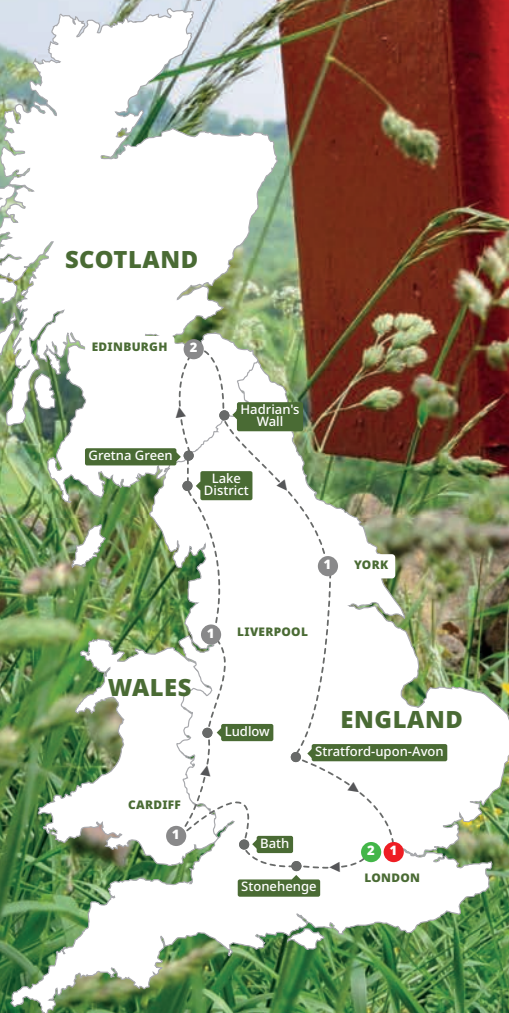 SCOTLAND
EDINBURGH
2
Hadrian's
Wall
Gretna Green
Lake
District
1
YORK
1
LIVERPOOL
WALES
ENGLAND
Ludlow
Stratford-upon-Avon
CARDIFF
1
Bath
2
1
LONDON
Stonehenge